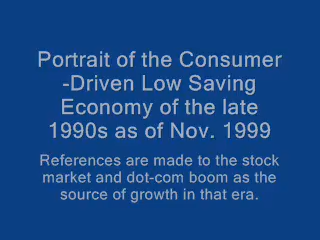 Portrait of the Consumer
-Driven Low Saving
Economy of the late
1990s as of Nov. 1999
References are made to the stock
market and dot-com boom as the
source of growth in that era.